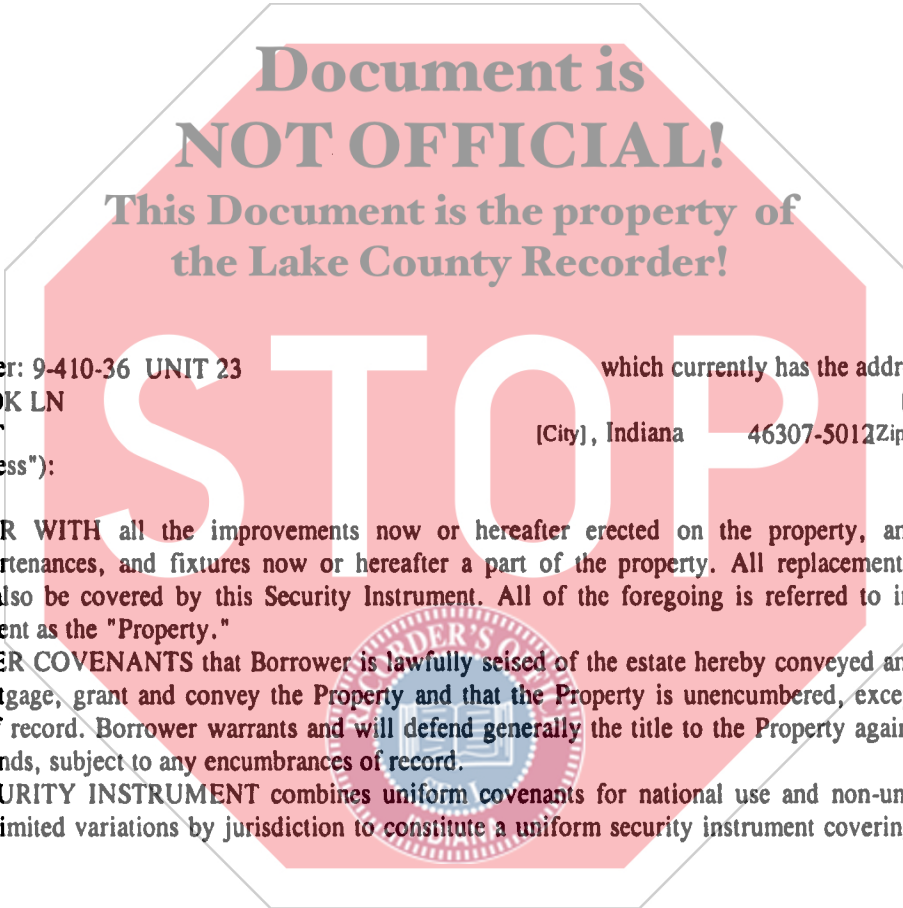 Document is
NOT OFFICIAL!
This Document is the property of
the Lake County Recorder!
STOP
er: 9-410-36 UNIT 23 which currently has the addr
OK LN
[City], Indiana 46307-5012 Zip
ess"):
R WITH all the improvements now or hereafter erected on the property, an
rtenances, and fixtures now or hereafter a part of the property. All replacement
also be covered by this Security Instrument. All of the foregoing is referred to i
ent as the "Property."
ER COVENANTS that Borrower is lawfully seised of the estate hereby conveyed an
tgage, grant and convey the Property and that the Property is unencumbered, exce
f record. Borrower warrants and will defend generally the title to the Property again
nds, subject to any encumbrances of record.
URITY INSTRUMENT combines uniform covenants for national use and non-un
imited variations by jurisdiction to constitute a uniform security instrument coverin
RECORDER'S OF
SEAL
INDIANA